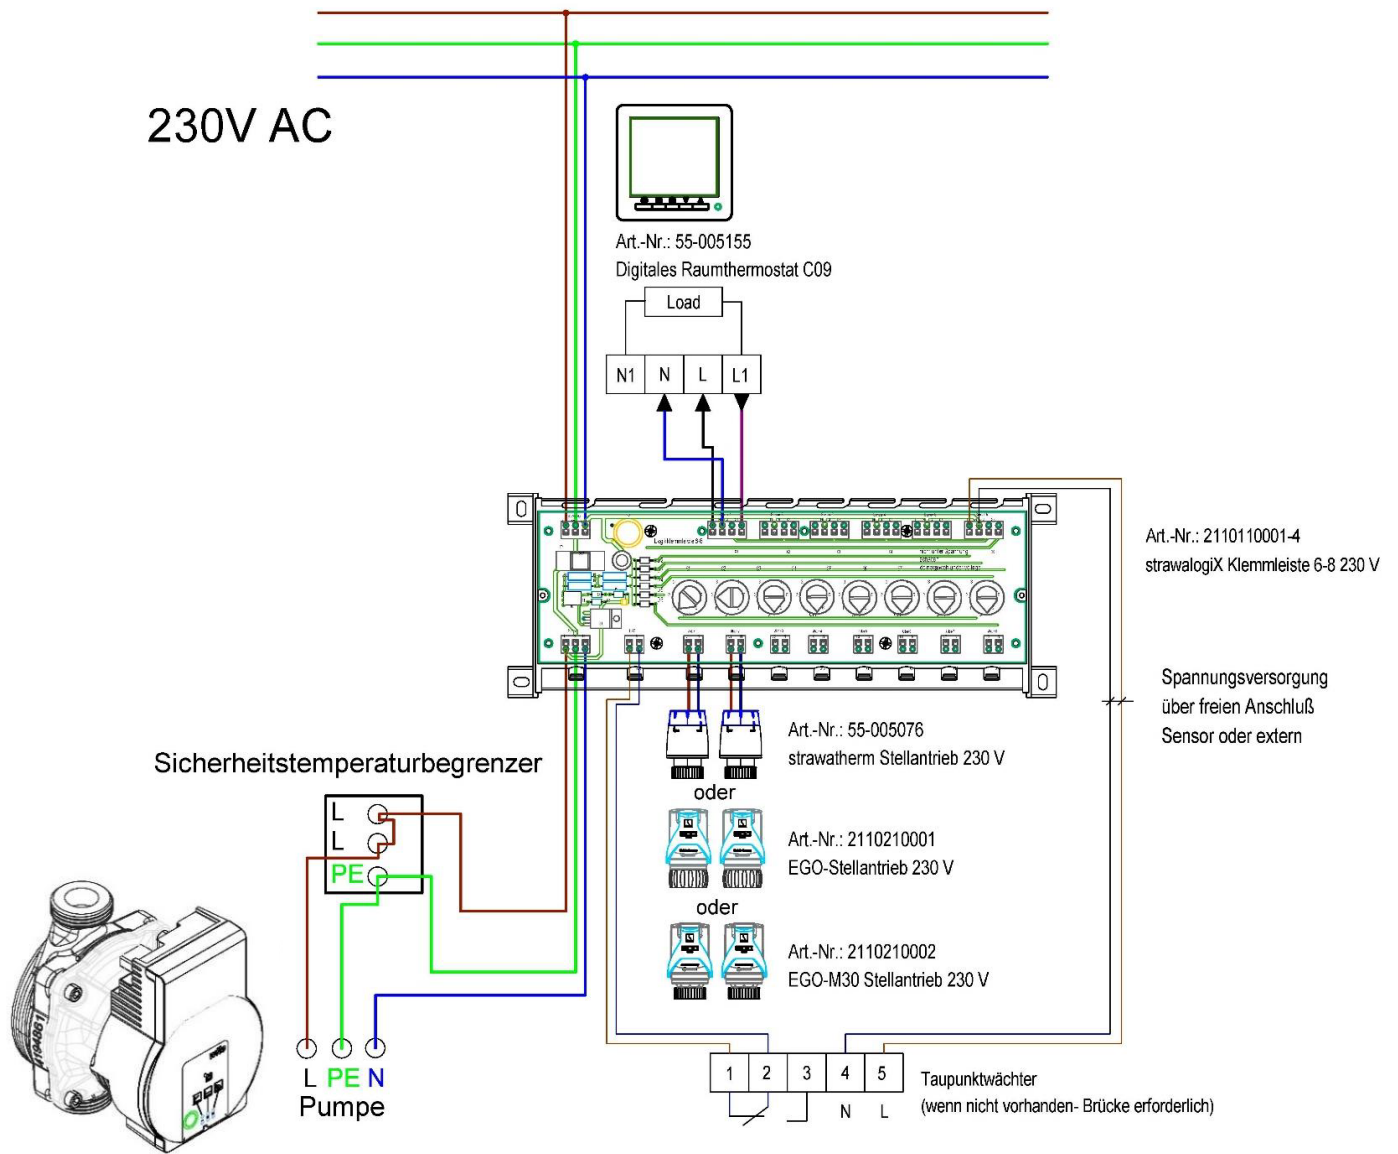 230V AC
Art.-Nr.: 55-005155
Digitales Raumthermostat C09
Load
N1 N L L1
Art.-Nr.: 2110110001-4
strawalogiX Klemmleiste 6-8 230 V
Spannungsversorgung
über freien Anschluß
Sensor oder extern
Art.-Nr.: 55-005076
strawatherm Stellantrieb 230 V
oder
Sicherheitstemperaturbegrenzer
L
L
PE
Art.-Nr.: 2110210001
EGO-Stellantrieb 230 V
oder
Art.-Nr.: 2110210002
EGO-M30 Stellantrieb 230 V
L PE N
Pumpe
1 2 3 4 5
N L
Taupunktwächter
(wenn nicht vorhanden- Brücke erforderlich)